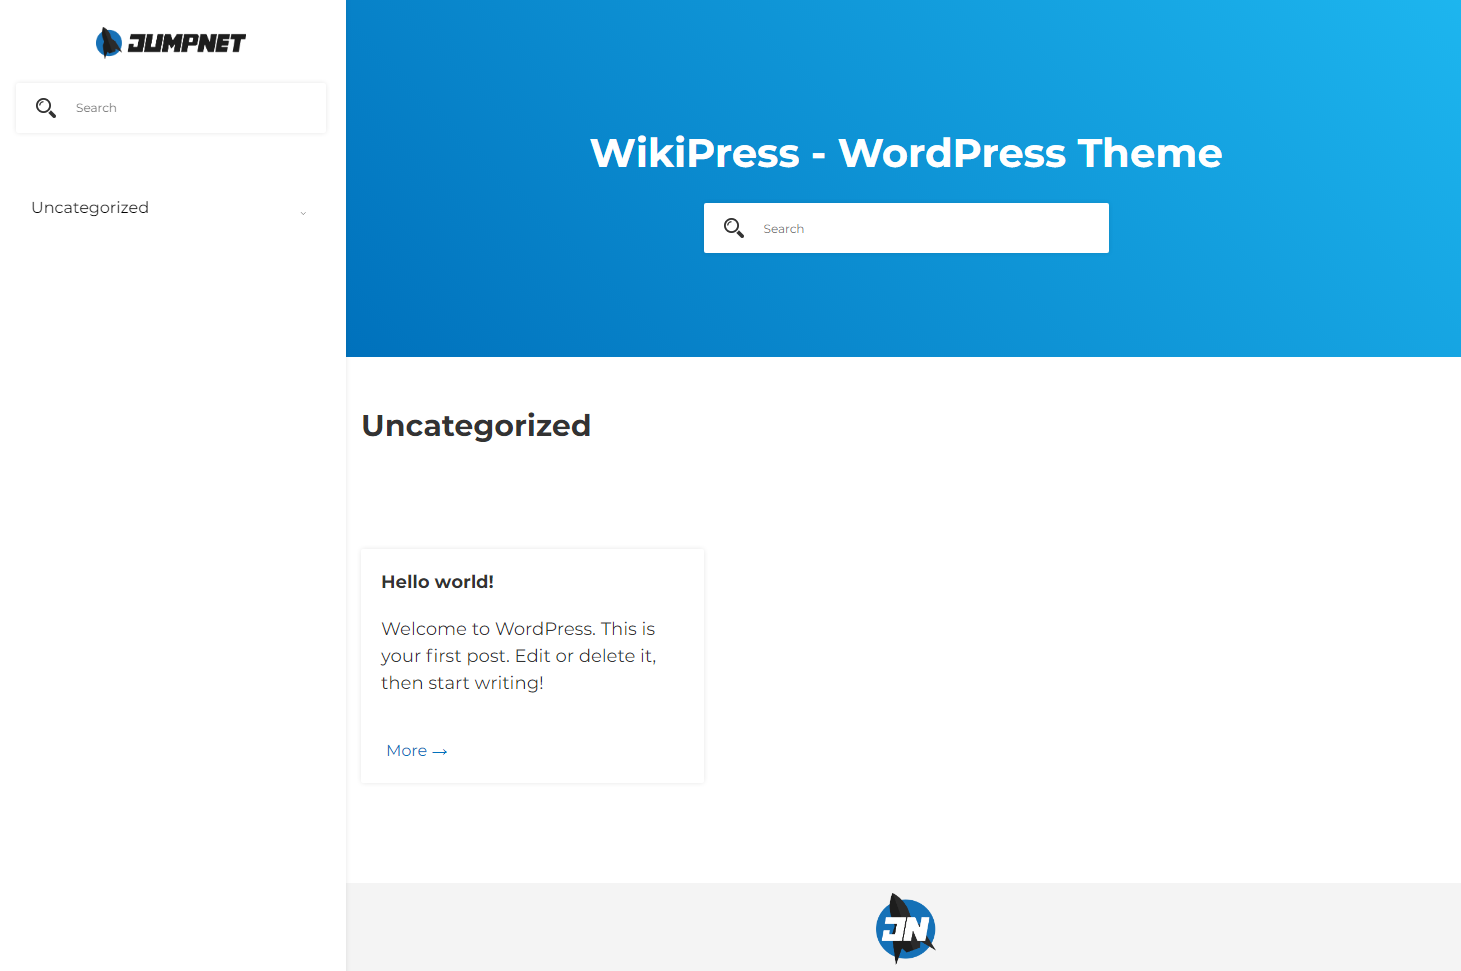 JUMPNET
Search
Uncategorized
WikiPress - WordPress Theme
Search
Uncategorized
Hello world!
Welcome to WordPress. This is
your first post. Edit or delete it,
then start writing!
More →
JN